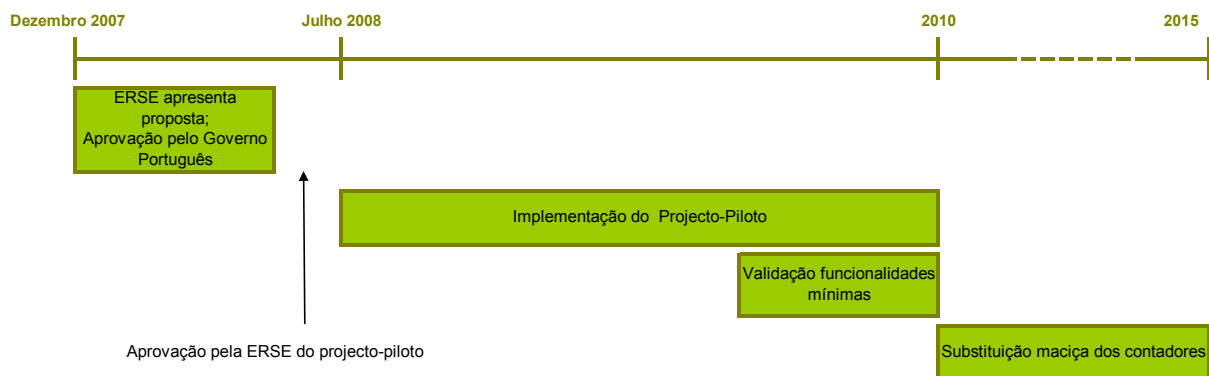 Dezembro 2007
Julho 2008
2010
2015
ERSE apresenta
proposta;
Aprovação pelo Governo
Português
Implementação do Projecto-Piloto
Validação funcionalidades
mínimas
Aprovação pela ERSE do projecto-piloto
Substituição maciça dos contadores